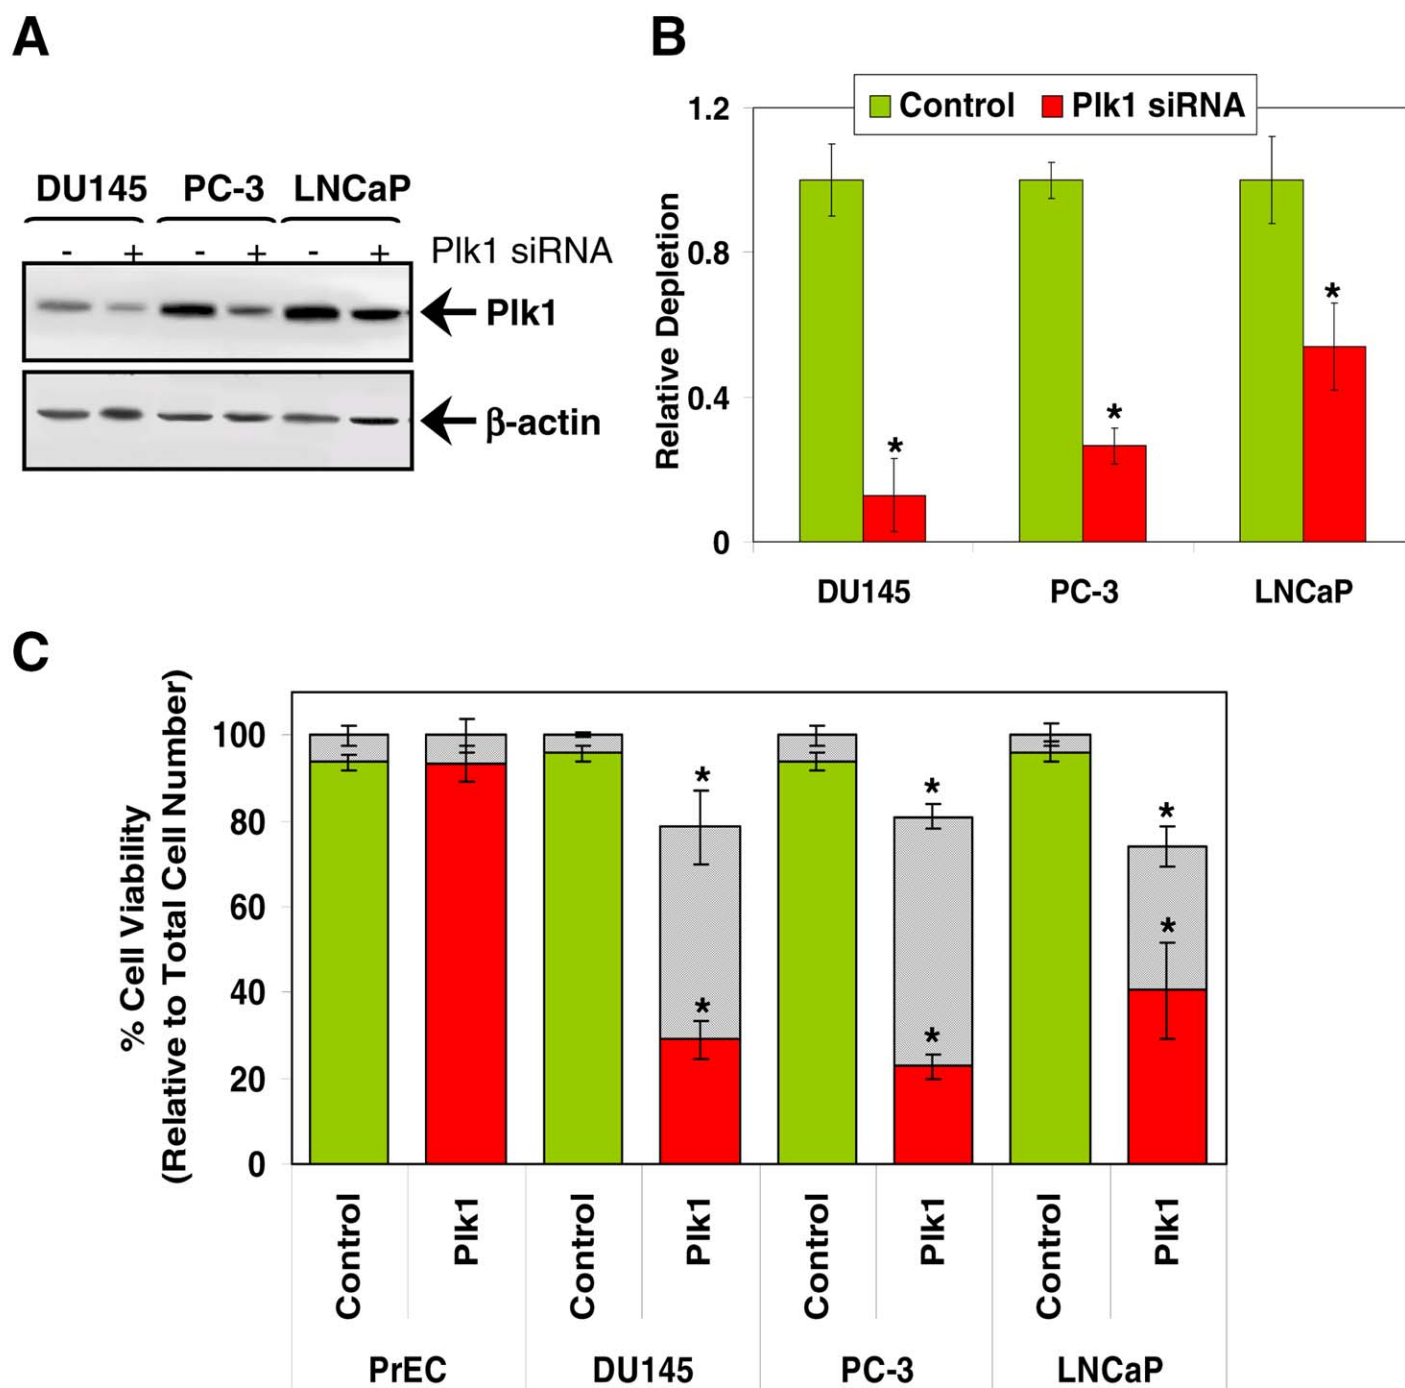 A
DU145 PC-3 LNCaP
- + - + - + Plk1 siRNA
Plk1
β-actin
B
Control Plk1 siRNA
Relative Depletion
1.2
0.8
0.4
0
* * *
DU145 PC-3 LNCaP
C
% Cell Viability
(Relative to Total Cell Number)
100
80
60
40
20
0
* * *
* * *
Control Plk1 Control Plk1 Control Plk1 Control Plk1
PrEC DU145 PC-3 LNCaP